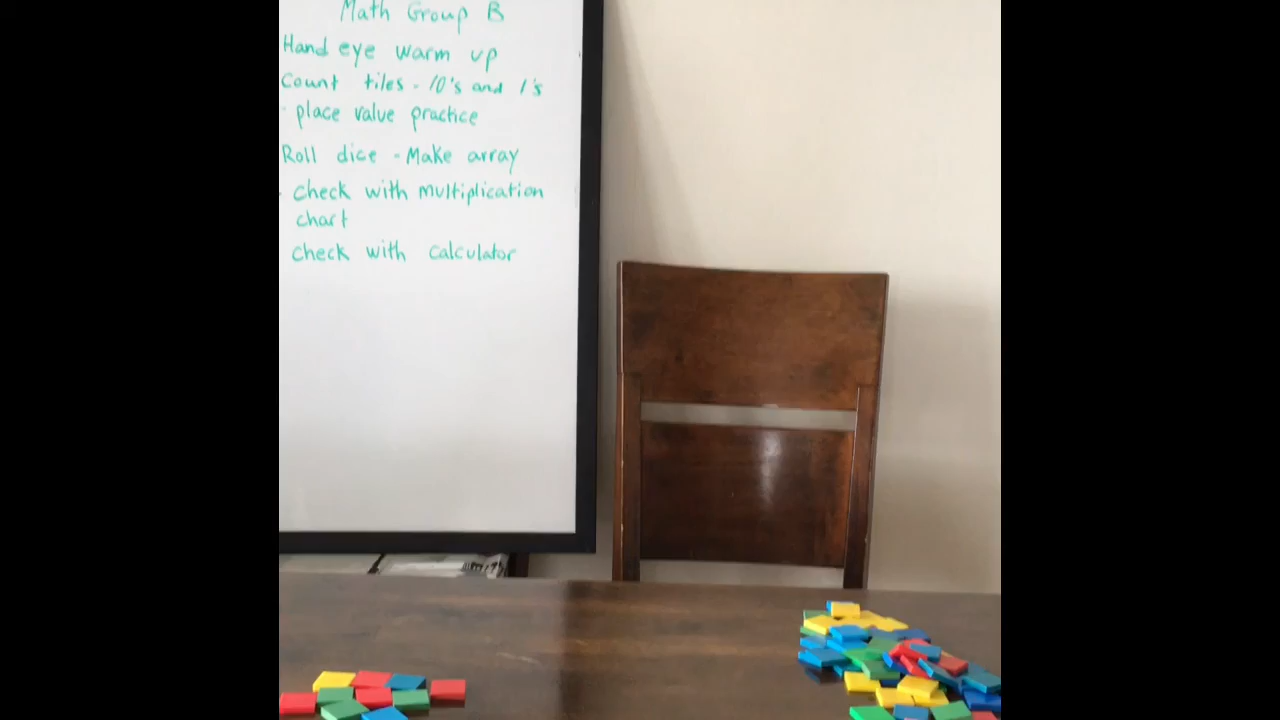 Math Group B
Hand eye warm up
Count tiles - 10's and 1's
- place value practice
Roll dice - Make array
- check with multiplication
chart
check with calculator